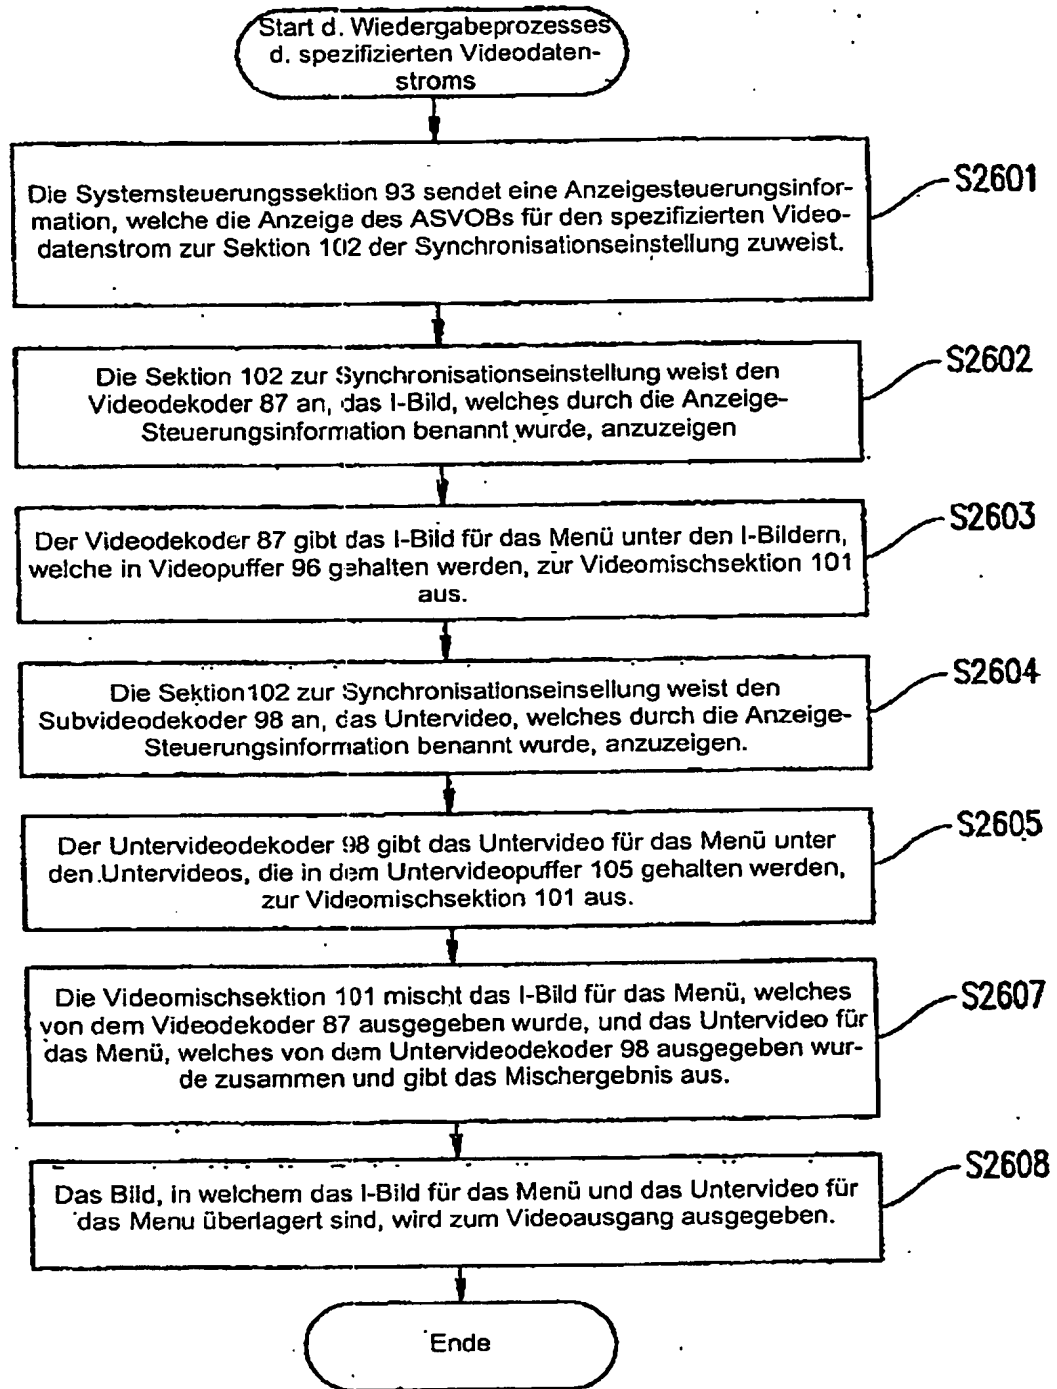 Start d. Wiedergabeprozesses
d. spezifizierten Videodaten-
stroms
Die Systemsteuerungssektion 93 sendet eine Anzeigesteuerungsinfor-
mation, welche die Anzeige des ASVOBs für den spezifizierten Video-
datenstrom zur Sektion 102 der Synchronisationseinstellung zuweist.
S2601
Die Sektion 102 zur Synchronisationseinstellung weist den
Videodekoder 87 an, das I-Bild, welches durch die Anzeige-
Steuerungsinformation benannt wurde, anzuzeigen
S2602
Der Videodekoder 87 gibt das I-Bild für das Menü unter den I-Bildern,
welche in Videopuffer 96 gehalten werden, zur Videomischsektion 101
aus.
S2603
Die Sektion102 zur Synchronisationseinsellung weist den
Subvideodekoder 98 an, das Untervideo, welches durch die Anzeige-
Steuerungsinformation benannt wurde, anzuzeigen.
S2604
Der Untervideodekoder 98 gibt das Untervideo für das Menü unter
den Untervideos, die in dem Untervideopuffer 105 gehalten werden,
zur Videomischsektion 101 aus.
S2605
Die Videomischsektion 101 mischt das I-Bild für das Menü, welches
von dem Videodekoder 87 ausgegeben wurde, und das Untervideo für
das Menü, welches von dem Untervideodekoder 98 ausgegeben wur-
de zusammen und gibt das Mischergebnis aus.
S2607
Das Bild, in welchem das I-Bild für das Menü und das Untervideo für
das Menu überlagert sind, wird zum Videoausgang ausgegeben.
S2608
Ende